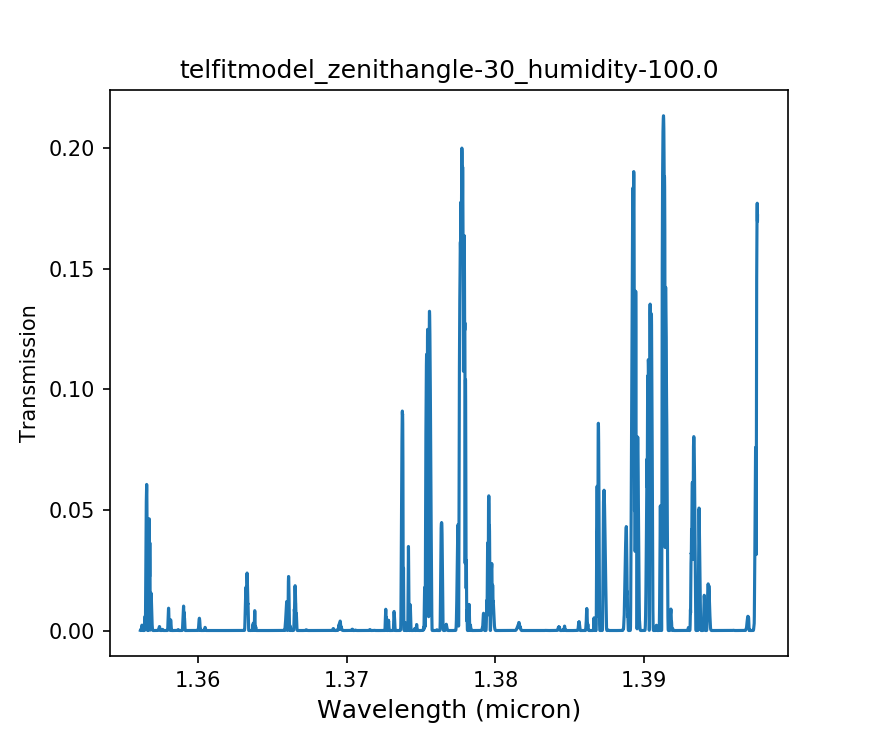 telfitmodel_zenithangle-30_humidity-100.0
0.20
0.15
0.10
0.05
0.00
Transmission
1.36 1.37 1.38 1.39
Wavelength (micron)